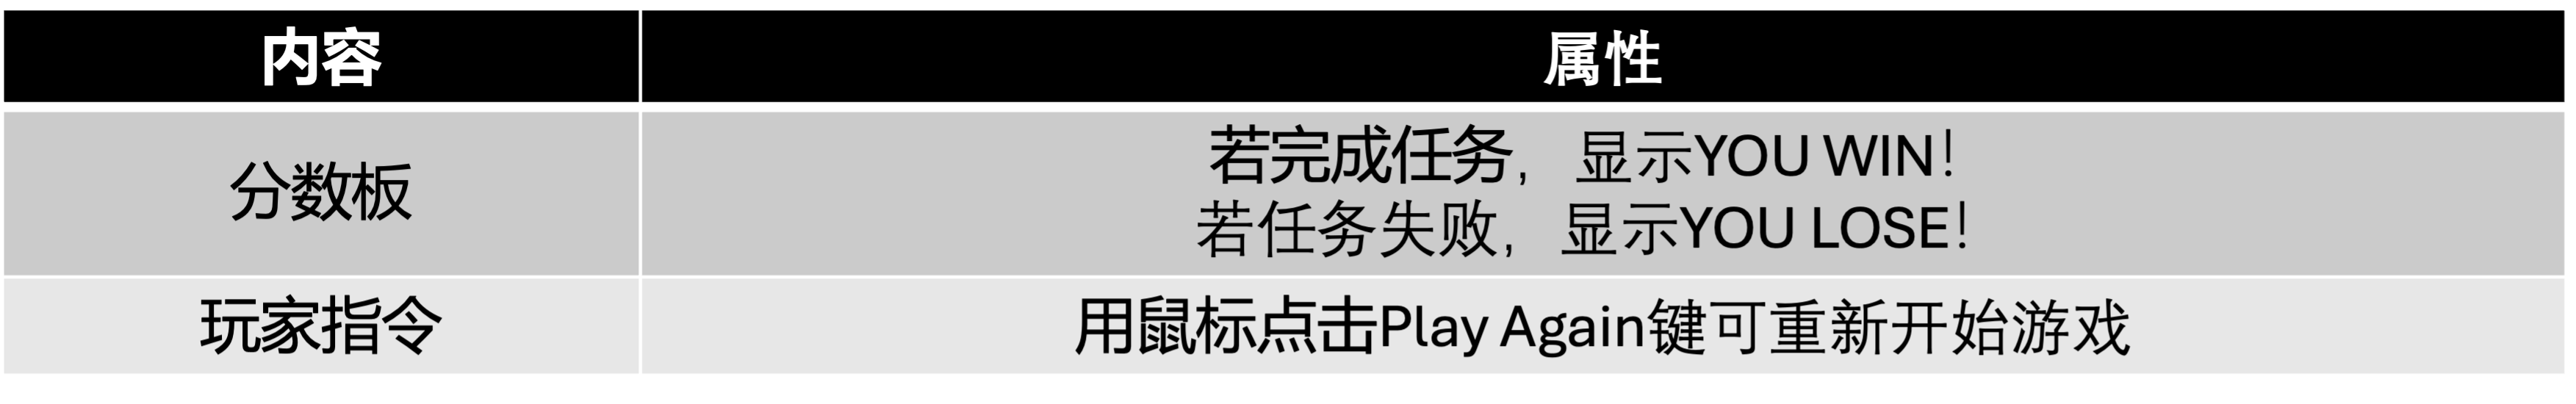 内容
属性
分数板
若完成任务，显示YOU WIN！
若任务失败，显示YOU LOSE！
玩家指令
用鼠标点击Play Again键可重新开始游戏